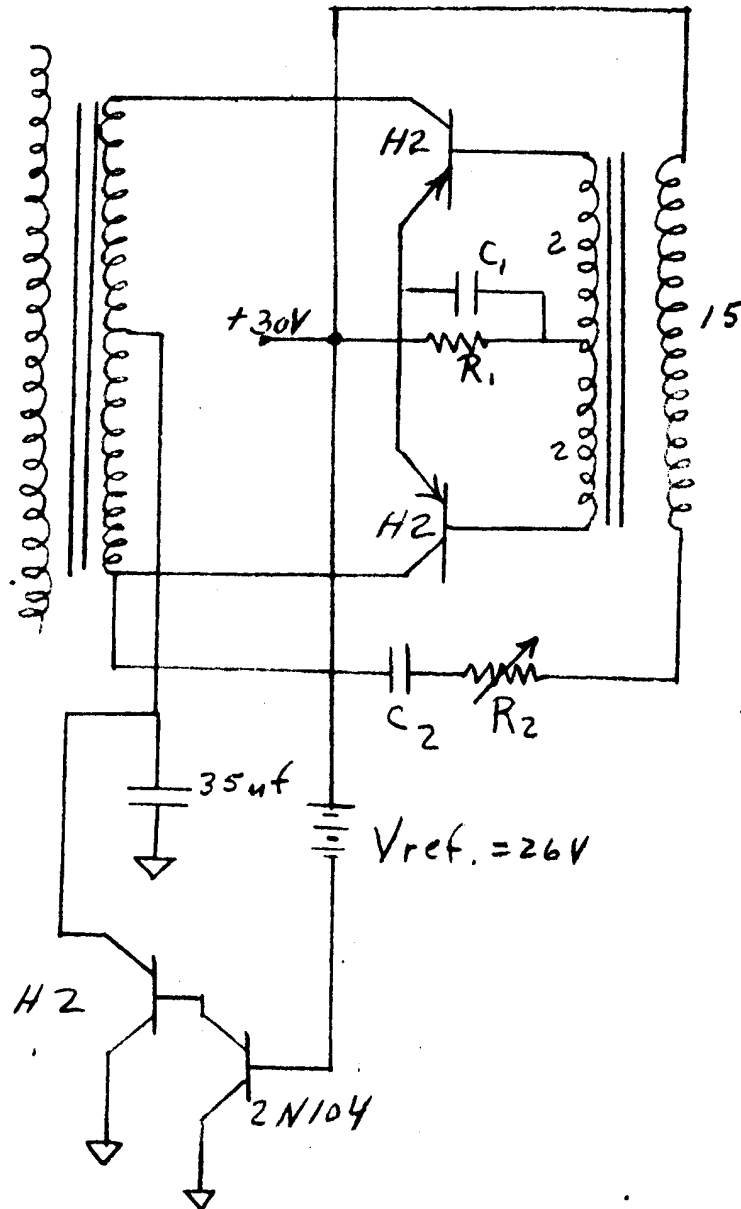 H2
2
C₁
15
+30V
R₁
2
H2
C₂
R₂
35uf
Vref. = 26V
H2
2N104